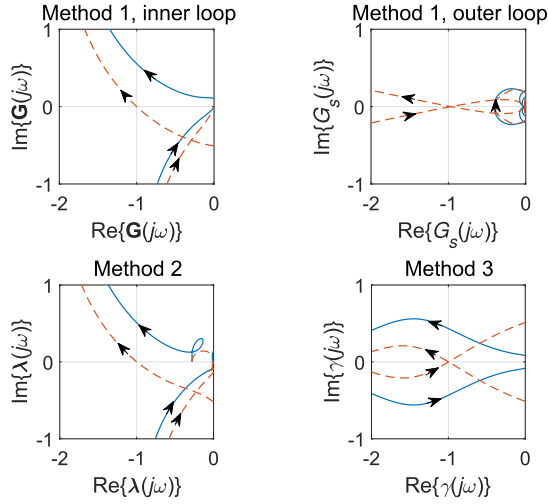 Method 1, inner loop
Method 1, outer loop
1
0
-1
-2
-1
0
Im{G(jω)}
Re{G(jω)}
1
0
-1
-2
-1
0
Im{G_s(jω)}
Re{G_s(jω)}
Method 2
Method 3
1
0
-1
-2
-1
0
Im{λ(jω)}
Re{λ(jω)}
1
0
-1
-2
-1
0
Im{γ(jω)}
Re{γ(jω)}